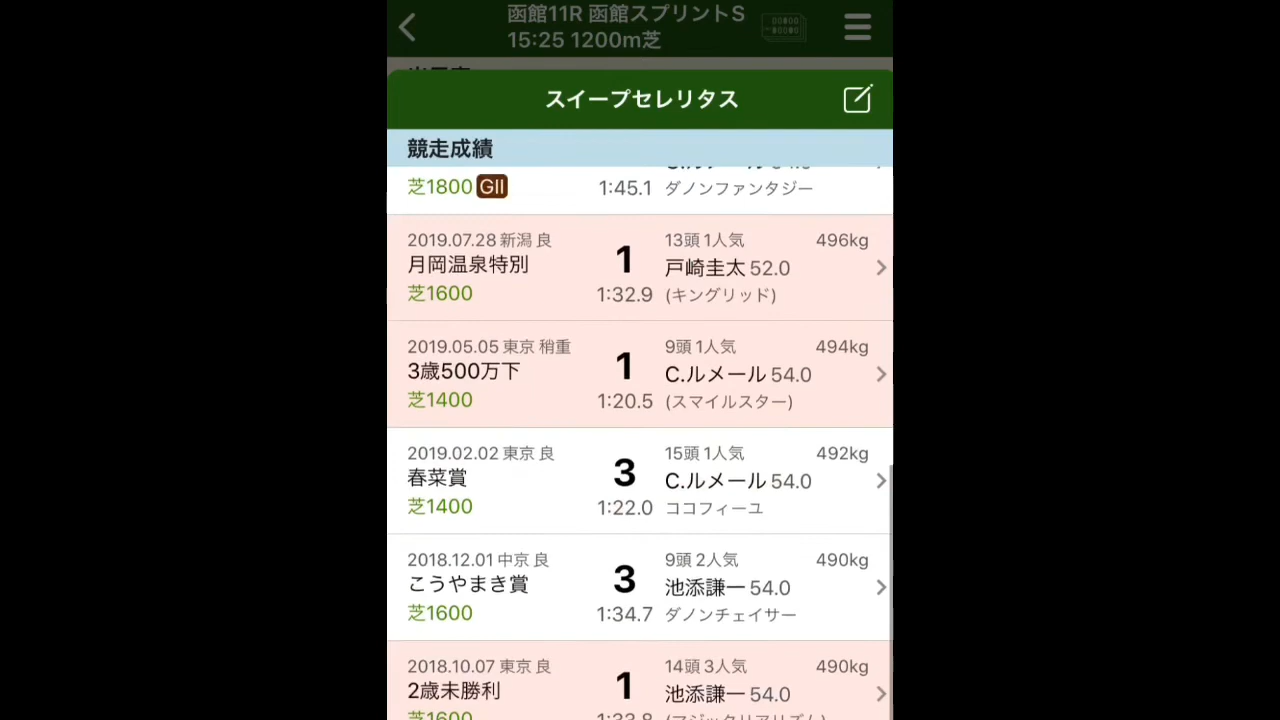 函館11R 函館スプリントS
15:25 1200m芝
スイープセレリタス
競走成績
芝1800 GII 1:45.1 ダノンファンタジー
2019.07.28 新潟 良 13頭 1人気 496kg
月岡温泉特別 1 戸崎圭太 52.0
芝1600 1:32.9 (キングリッド)
2019.05.05 東京 稍重 9頭 1人気 494kg
3歳500万下 1 C.ルメール 54.0
芝1400 1:20.5 (スマイルスター)
2019.02.02 東京 良 15頭 1人気 492kg
春菜賞 3 C.ルメール 54.0
芝1400 1:22.0 ココフィーユ
2018.12.01 中京 良 9頭 2人気 490kg
こうやまき賞 3 池添謙一 54.0
芝1600 1:34.7 ダノンチェイサー
2018.10.07 東京 良 14頭 3人気 490kg
2歳未勝利 1 池添謙一 54.0
芝1600 1:33.8